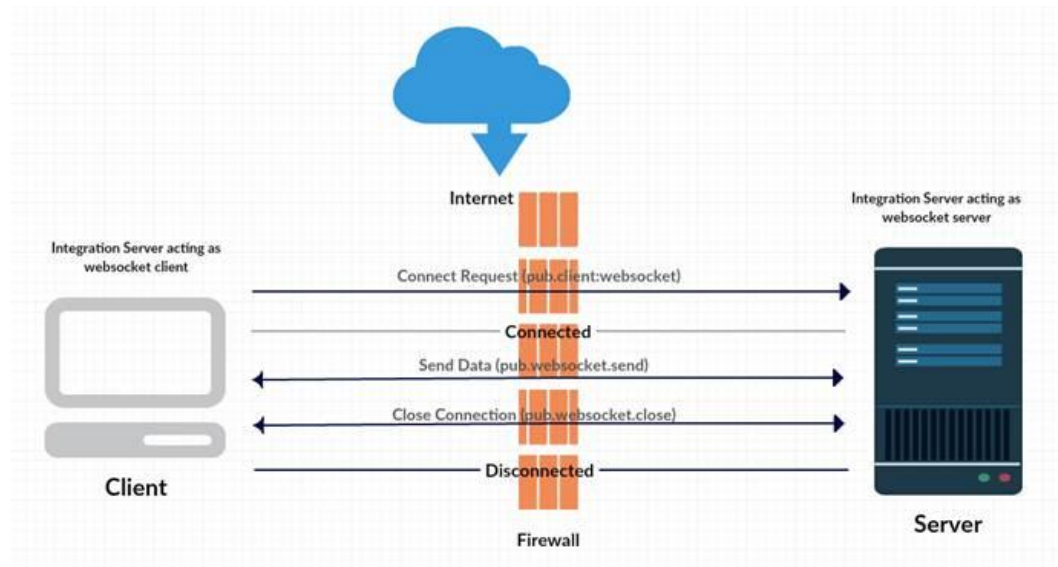 Internet
Integration Server acting as
websocket server
Integration Server acting as
websocket client
Connect Request (pub.client:websocket)
Connected
Send Data (pub.websocket.send)
Close Connection (pub.websocket.close)
Disconnected
Client
Server
Firewall